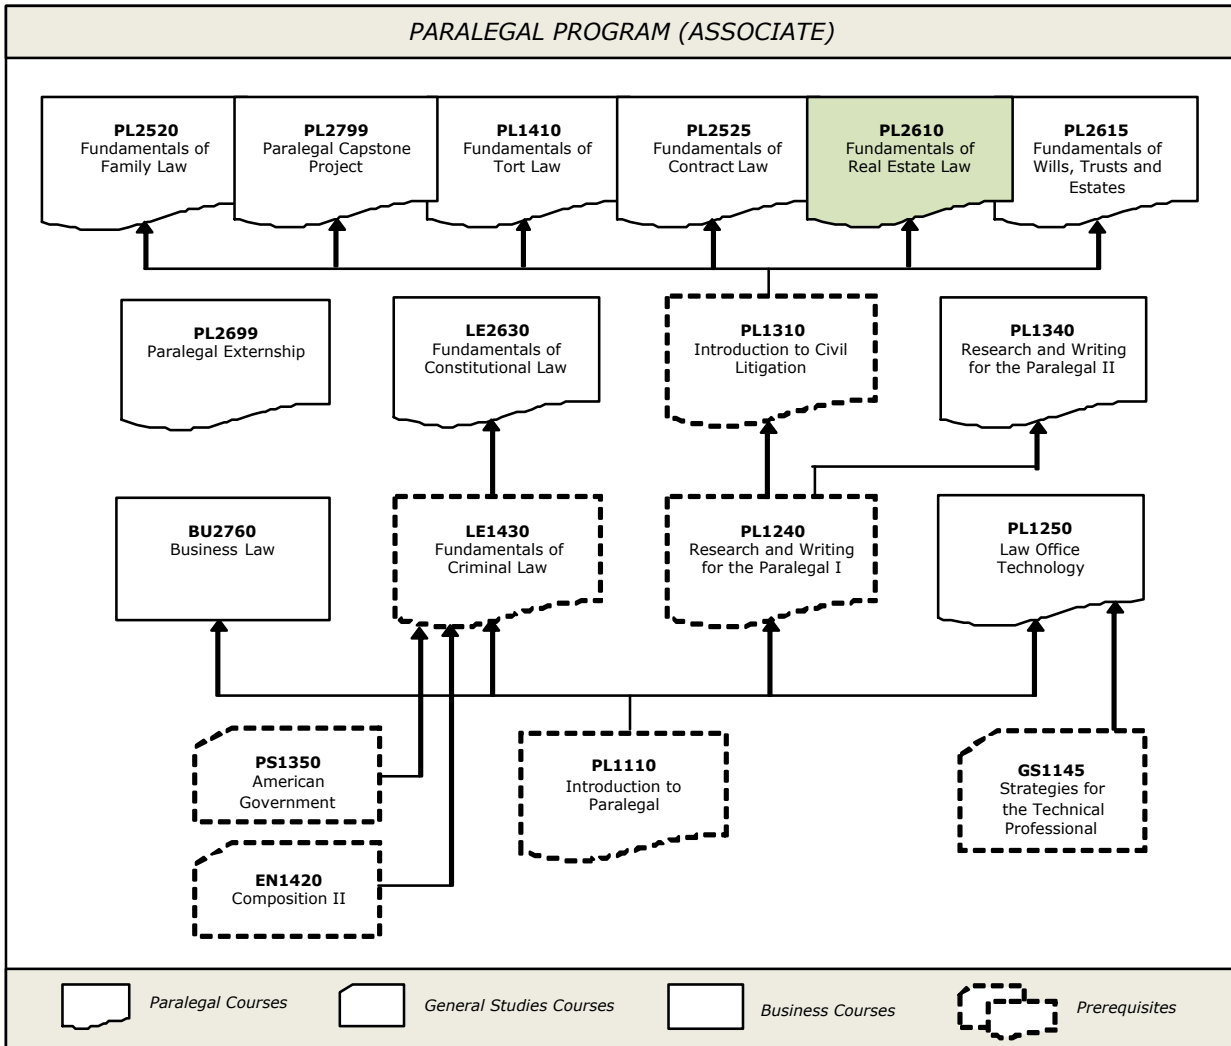 PARALEGAL PROGRAM (ASSOCIATE)
PL2520
Fundamentals of
Family Law
PL2799
Paralegal Capstone
Project
PL1410
Fundamentals of
Tort Law
PL2525
Fundamentals of
Contract Law
PL2610
Fundamentals of
Real Estate Law
PL2615
Fundamentals of
Wills, Trusts and
Estates
PL2699
Paralegal Externship
LE2630
Fundamentals of
Constitutional Law
PL1310
Introduction to Civil
Litigation
PL1340
Research and Writing
for the Paralegal II
BU2760
Business Law
LE1430
Fundamentals of
Criminal Law
PL1240
Research and Writing
for the Paralegal I
PL1250
Law Office
Technology
PS1350
American
Government
PL1110
Introduction to
Paralegal
GS1145
Strategies for
the Technical
Professional
EN1420
Composition II
Paralegal Courses
General Studies Courses
Business Courses
Prerequisites